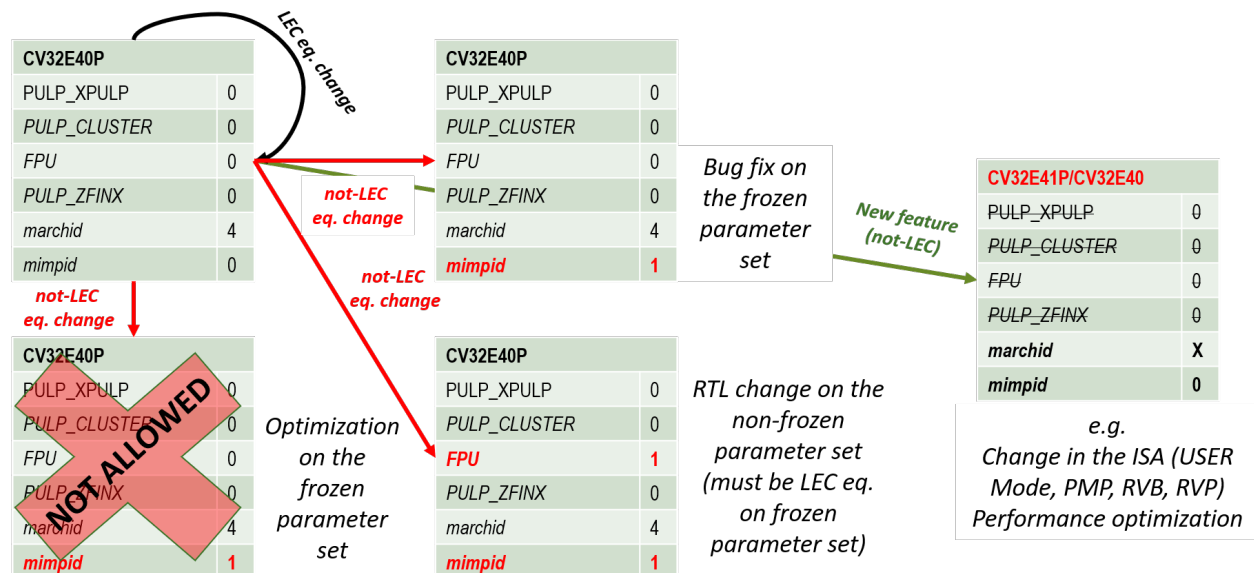 LEC eq. change
CV32E40P
PULP_XPULP 0
PULP_CLUSTER 0
FPU 0
PULP_ZFINX 0
marchid 4
mimpid 0
CV32E40P
PULP_XPULP 0
PULP_CLUSTER 0
FPU 0
PULP_ZFINX 0
marchid 4
mimpid 1
not-LEC
eq. change
Bug fix on
the frozen
parameter
set
New feature
(not-LEC)
CV32E41P/CV32E40
PULP_XPULP 0
PULP_CLUSTER 0
FPU 0
PULP_ZFINX 0
marchid X
mimpid 0
e.g.
Change in the ISA (USER
Mode, PMP, RVB, RVP)
Performance optimization
not-LEC
eq. change
not-LEC
eq. change
CV32E40P
PULP_XPULP 0
PULP_CLUSTER 0
FPU 0
PULP_ZFINX 0
marchid 4
mimpid 1
NOT ALLOWED
Optimization
on the
frozen
parameter
set
CV32E40P
PULP_XPULP 0
PULP_CLUSTER 0
FPU 1
PULP_ZFINX 0
marchid 4
mimpid 1
RTL change on the
non-frozen
parameter set
(must be LEC eq.
on frozen
parameter set)